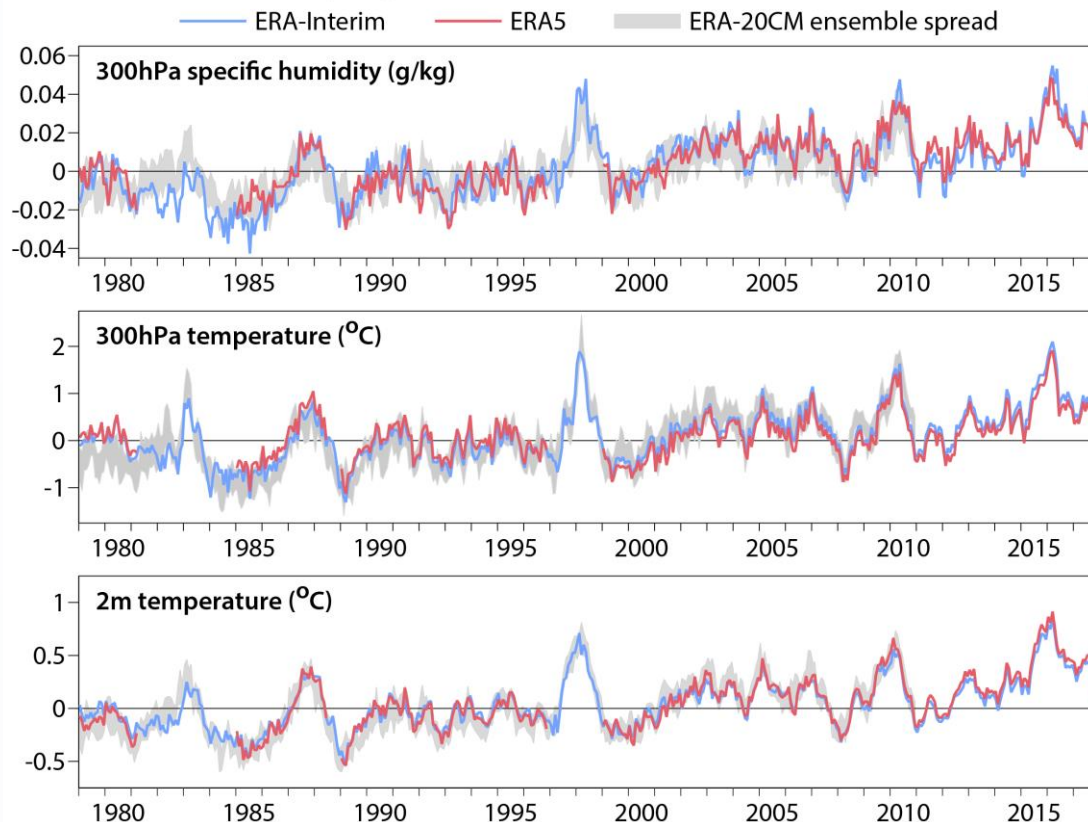 ERA-Interim ERA5 ERA-20CM ensemble spread
300hPa specific humidity (g/kg)
0.06
0.04
0.02
0
-0.02
-0.04
1980 1985 1990 1995 2000 2005 2010 2015
300hPa temperature (°C)
2
1
0
-1
1980 1985 1990 1995 2000 2005 2010 2015
2m temperature (°C)
1
0.5
0
-0.5
1980 1985 1990 1995 2000 2005 2010 2015